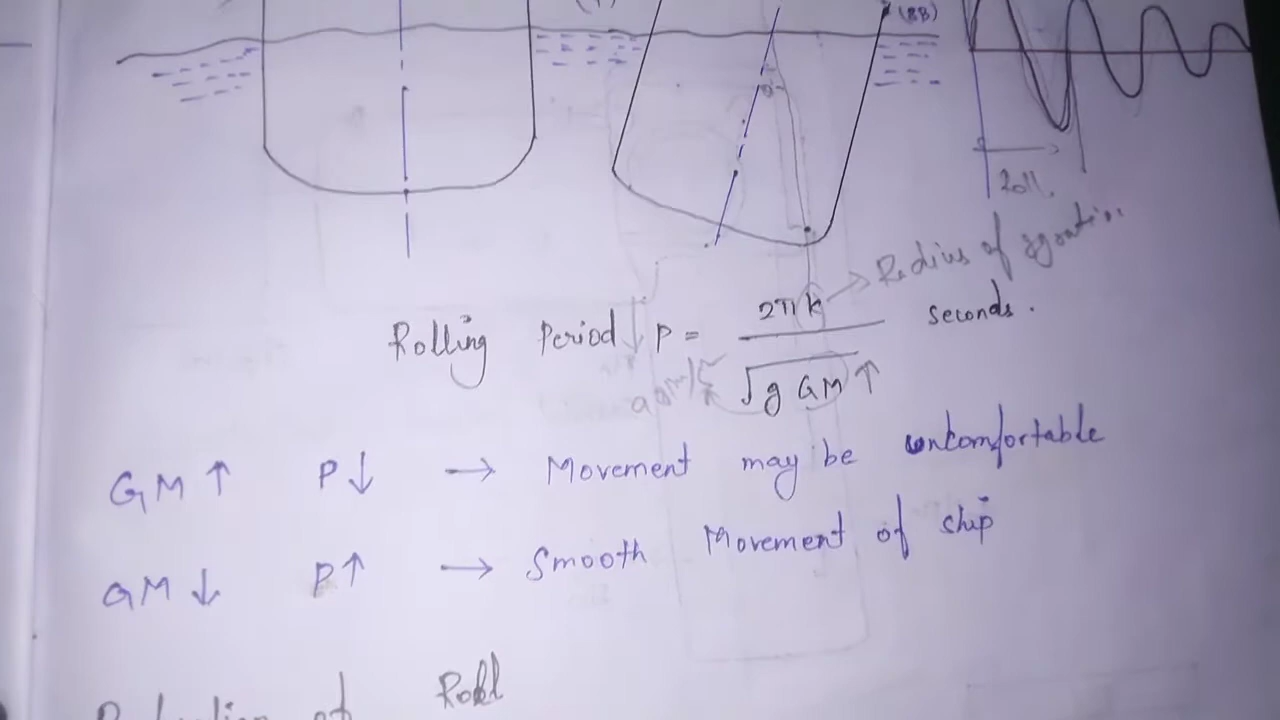 (BB)
Roll.
Radius of gyration.
Rolling Period ↓ P = 2πk / √g GM ↑ seconds.
GM ↑ P↓ → Movement may be uncomfortable
GM ↓ P↑ → Smooth Movement of ship
of Roll